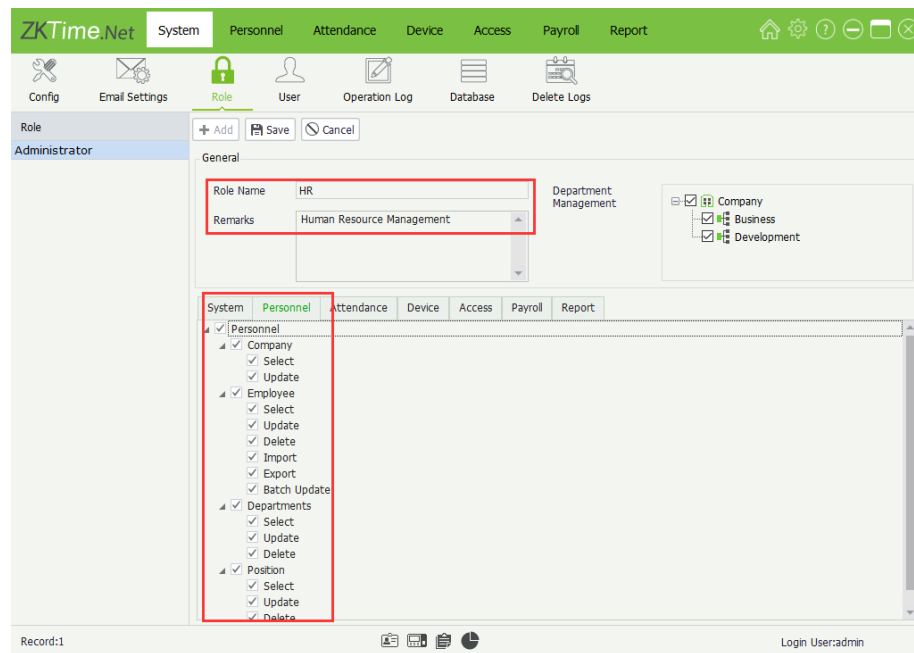 ZKTime.Net System Personnel Attendance Device Access Payroll Report
Config Email Settings Role User Operation Log Database Delete Logs
Role
Administrator
Add Save Cancel
General
Role Name HR
Remarks Human Resource Management
Department
Management
Company
Business
Development
System Personnel Attendance Device Access Payroll Report
Personnel
Company
Select
Update
Employee
Select
Update
Delete
Import
Export
Batch Update
Departments
Select
Update
Delete
Position
Select
Update
Delete
Record:1 Login User:admin